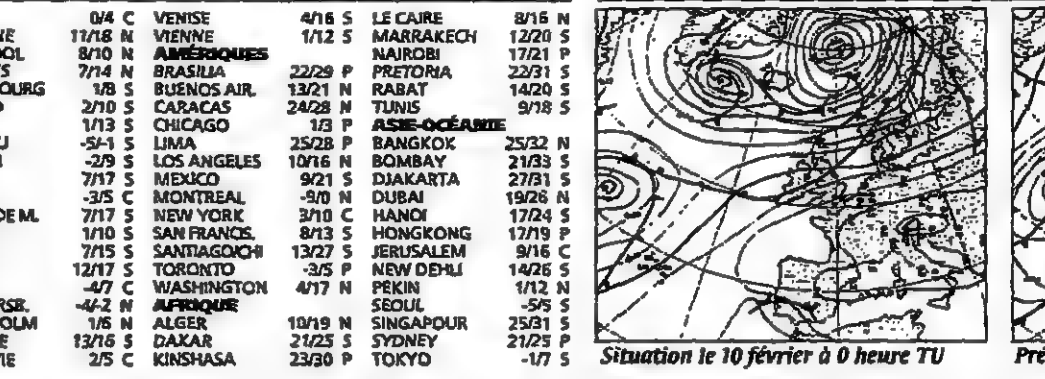 0/4 C
11/18 N
8/10 N
7/14 N
1/8 S
2/10 S
1/13 S
-5/-1 S
-2/9 S
7/17 S
-3/5 C
DE M. 7/17 S
1/10 S
7/15 S
12/17 S
-4/7 C
-4/-2 N
1/6 N
13/16 S
2/5 C
VENISE 4/16 S
VIENNE 1/12 S
AMÉRIQUES
BRASILIA 22/29 P
BUENOS AIR. 13/21 N
CARACAS 24/28 N
CHICAGO 1/3 P
LIMA 25/28 P
LOS ANGELES 10/16 N
MEXICO 9/21 S
MONTREAL -9/0 N
NEW YORK 3/10 C
SAN FRANCIS. 8/13 S
SANTIAGO/CHI 13/27 S
TORONTO -3/5 P
WASHINGTON 4/17 N
AFRIQUE
ALGER 10/19 N
DAKAR 21/25 S
KINSHASA 23/30 P
LE CAIRE 8/16 N
MARRAKECH 12/20 S
NAIROBI 17/21 P
PRETORIA 22/31 S
RABAT 14/20 S
TUNIS 9/18 S
ASIE-OCÉANIE
BANGKOK 25/32 N
BOMBAY 21/33 S
DJAKARTA 27/31 S
DUBAI 19/26 N
HANOI 17/24 S
HONGKONG 17/19 P
JERUSALEM 9/16 C
NEW DEHLI 14/26 S
PEKIN 1/12 N
SEOUL -5/5 S
SINGAPOUR 25/31 S
SYDNEY 21/25 P
TOKYO -1/7 S
Situation le 10 février à 0 heure TU